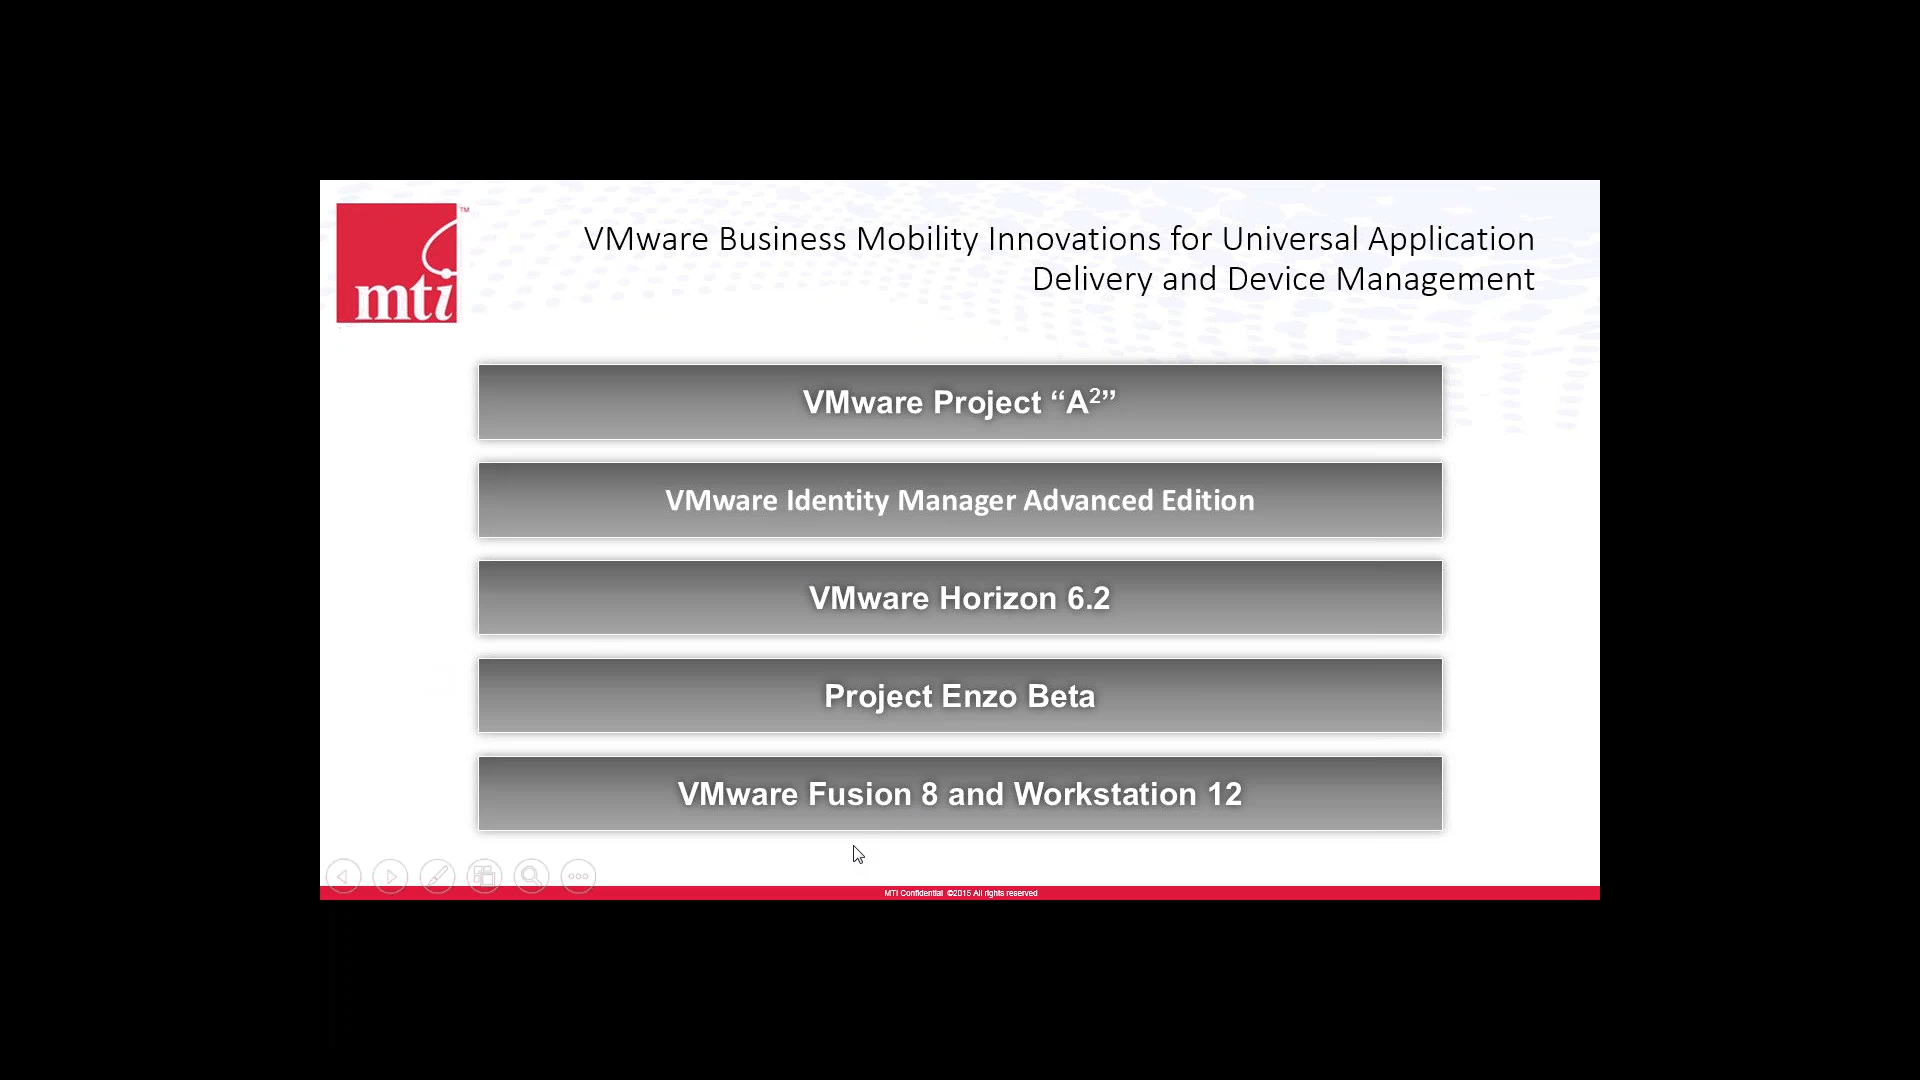 mti
TM
VMware Business Mobility Innovations for Universal Application
Delivery and Device Management
VMware Project “A²”
VMware Identity Manager Advanced Edition
VMware Horizon 6.2
Project Enzo Beta
VMware Fusion 8 and Workstation 12
MTI Confidential ©2015 All rights reserved